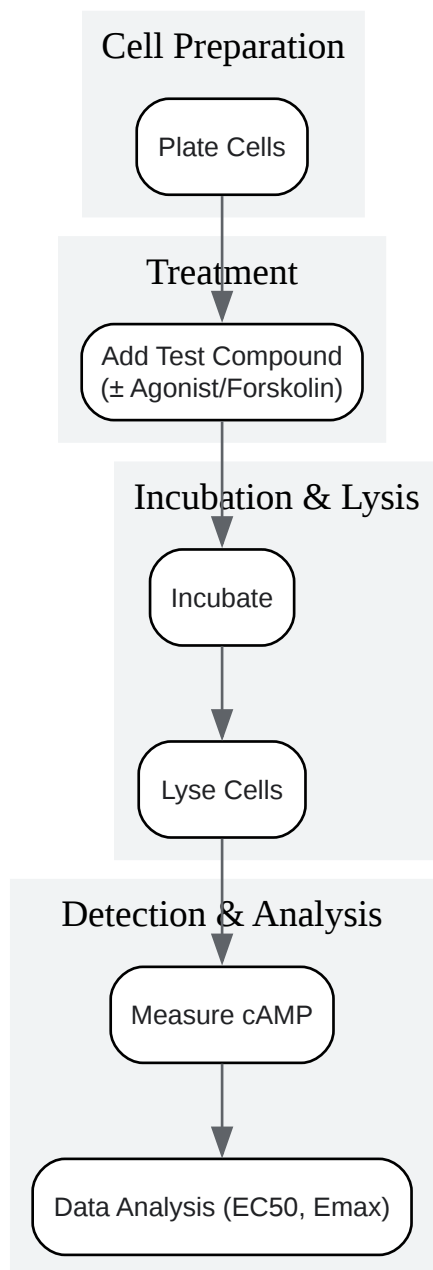 Cell Preparation
Plate Cells
Treatment
Add Test Compound
(± Agonist/Forskolin)
Incubation & Lysis
Incubate
Lyse Cells
Detection & Analysis
Measure cAMP
Data Analysis (EC50, Emax)